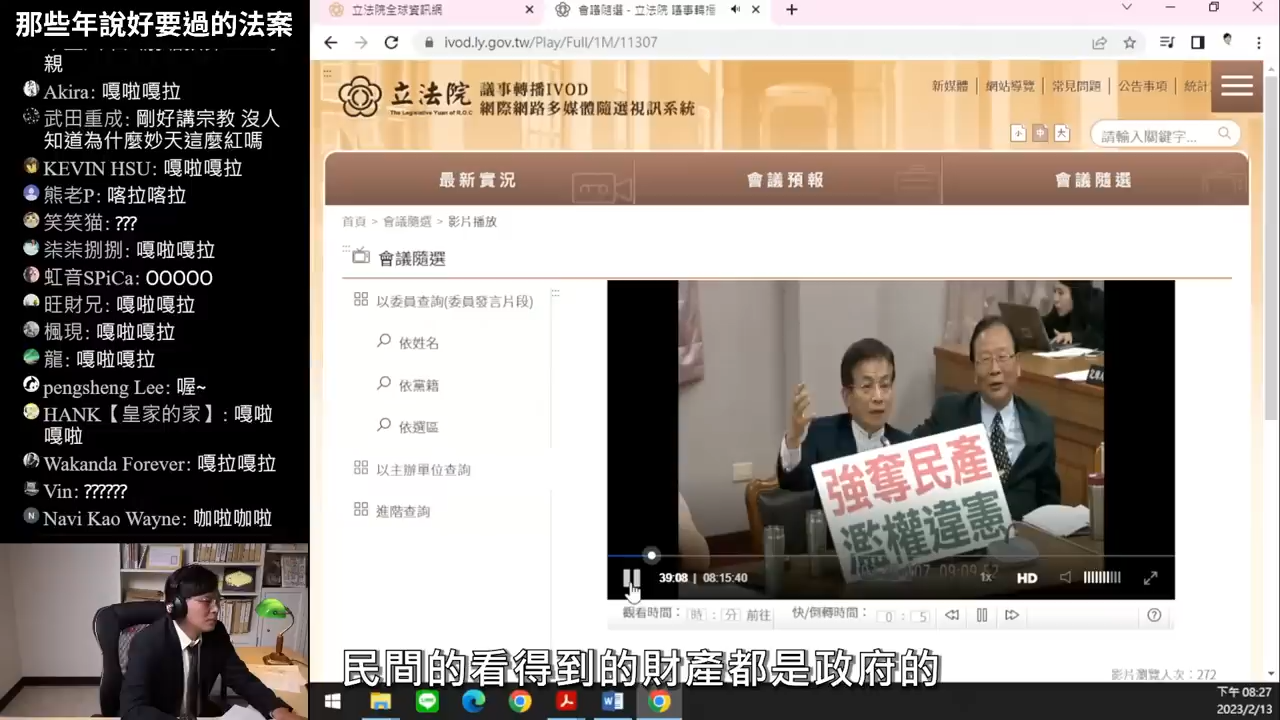 那些年說好要過的法案
親
Akira: 嘎啦嘎拉
武田重成: 剛好講宗教 沒人
知道為什麼妙天這麼紅嗎
KEVIN HSU: 嘎啦嘎拉
熊老P: 喀拉喀拉
笑笑猫: ???
柒柒捌捌: 嘎啦嘎拉
虹音SPiCa: OOOOO
旺財兄: 嘎啦嘎拉
楓現: 嘎啦嘎拉
龍: 嘎啦嘎拉
pengsheng Lee: 喔~
HANK【皇家的家】: 嘎啦
嘎啦
Wakanda Forever: 嘎拉嘎拉
Vin: ??????
N Navi Kao Wayne: 咖啦咖啦
立法院全球資訊網
會議隨選 - 立法院 議事轉播
ivod.ly.gov.tw/Play/Full/1M/11307
立法院
The Legislative Yuan of R.O.C
議事轉播IVOD
網際網路多媒體隨選視訊系統
新媒體 網站導覽 常見問題 公告事項 統計
小 中 大
請輸入關鍵字...
最新實況 會議預報 會議隨選
首頁 > 會議隨選 > 影片播放
會議隨選
以委員查詢(委員發言片段)
依姓名
依黨籍
依選區
以主辦單位查詢
進階查詢
強奪民產
濫權違憲
39:08 | 08:15:40
1x HD
觀看時間： 時 : 分 前往 快/倒轉時間： 0 : 5
影片瀏覽人次：272
民間的看得到的財產都是政府的
下午 08:27
2023/2/13